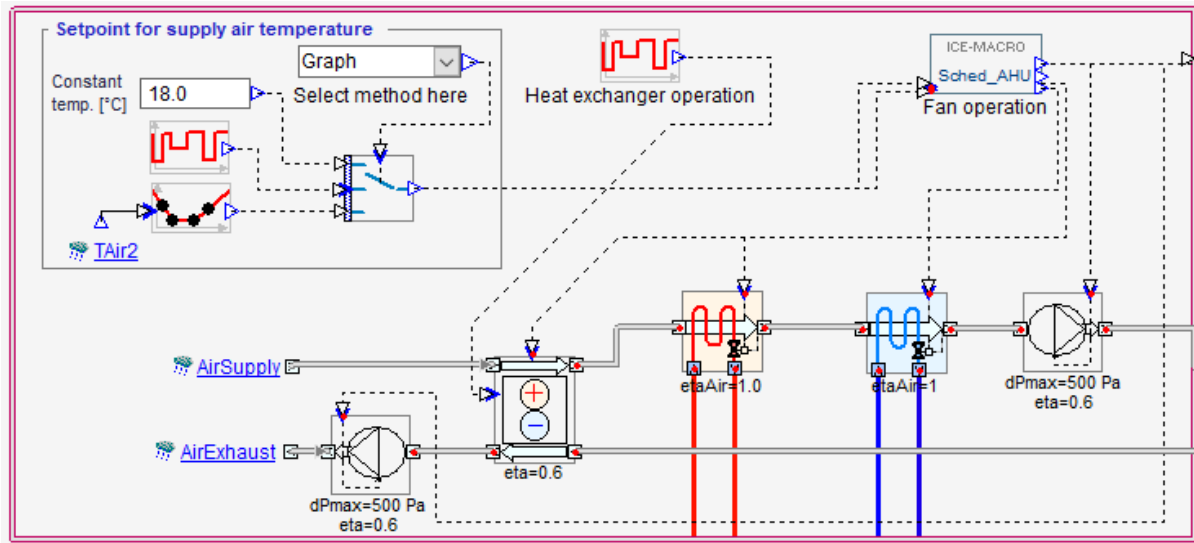 Setpoint for supply air temperature
Graph
Constant
temp. [°C]
18.0
Select method here
Heat exchanger operation
ICE-MACRO
Sched_AHU
Fan operation
TAir2
AirSupply
etaAir=1.0
etaAir=1
dPmax=500 Pa
eta=0.6
AirExhaust
eta=0.6
dPmax=500 Pa
eta=0.6